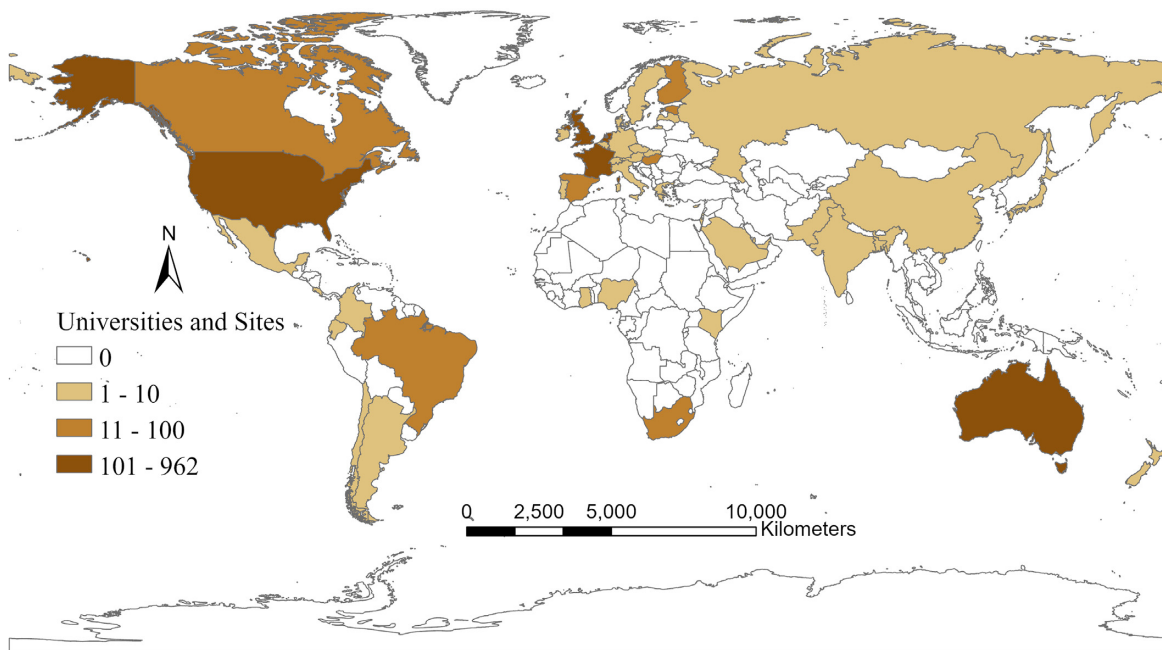 N
Universities and Sites
0
1 - 10
11 - 100
101 - 962
0 2,500 5,000 10,000
Kilometers